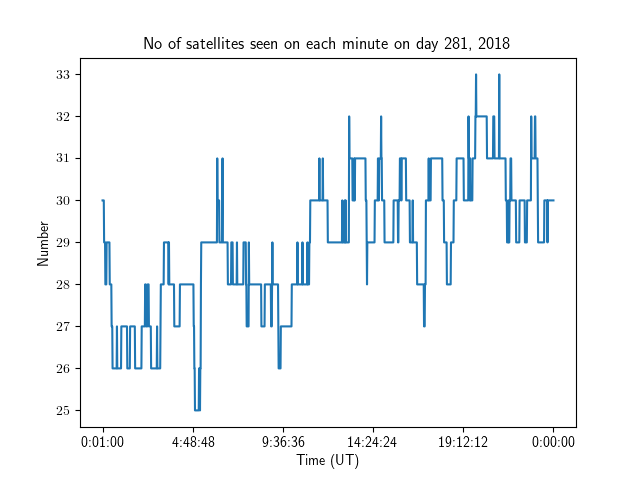 No of satellites seen on each minute on day 281, 2018
33
32
31
30
29
28
27
26
25
Number
0:01:00 4:48:48 9:36:36 14:24:24 19:12:12 0:00:00
Time (UT)